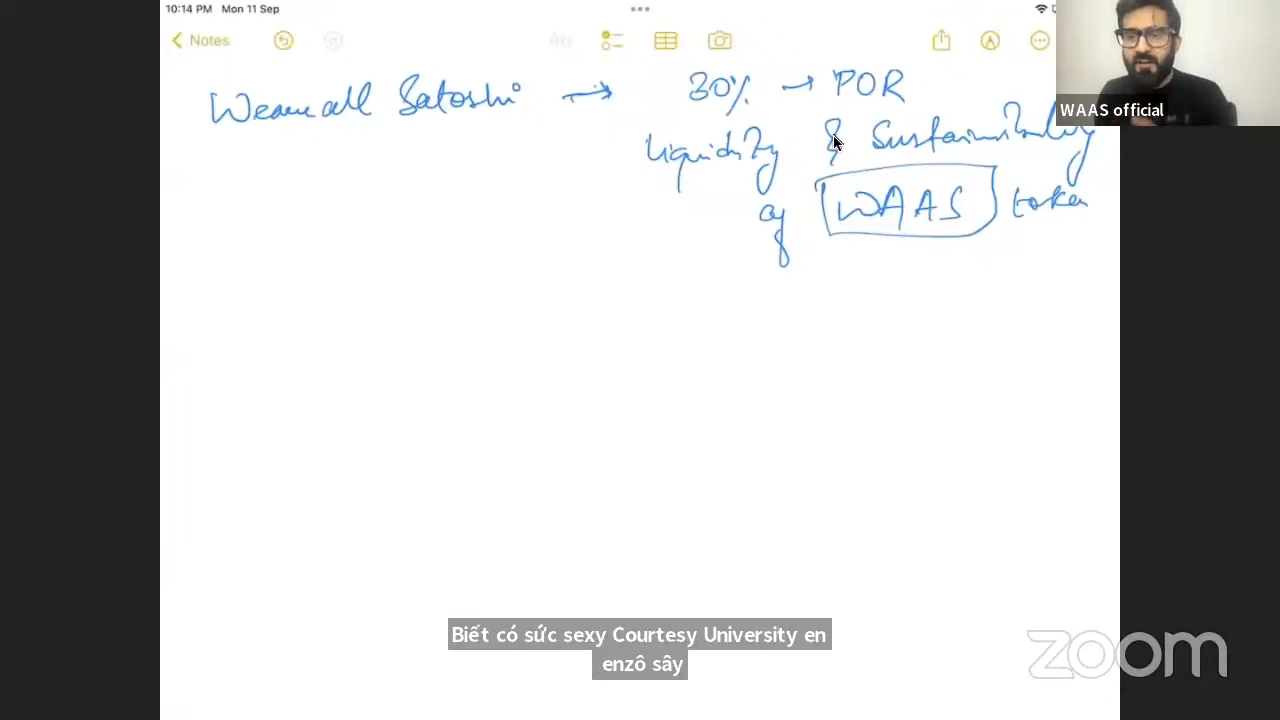 10:14 PM Mon 11 Sep
Notes
Aa
We are all Satoshi → 30% → POR
WAAS official
liquidity & Sustainability
of WAAS token
Biết có sức sexy Courtesy University en
enzô sây
zoom